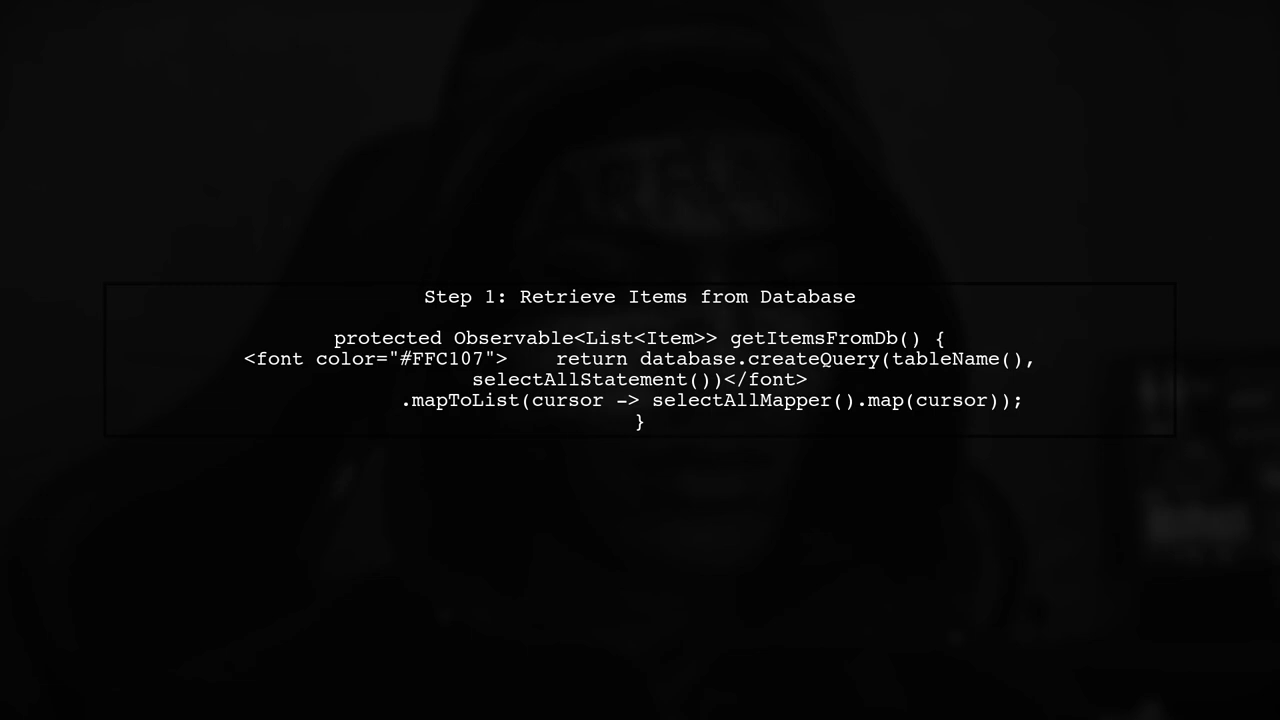 Step 1: Retrieve Items from Database
protected Observable<List<Item>> getItemsFromDb() {
<font color="#FFC107">    return database.createQuery(tableName(),
selectAllStatement())</font>
.mapToList(cursor -> selectAllMapper().map(cursor));
}